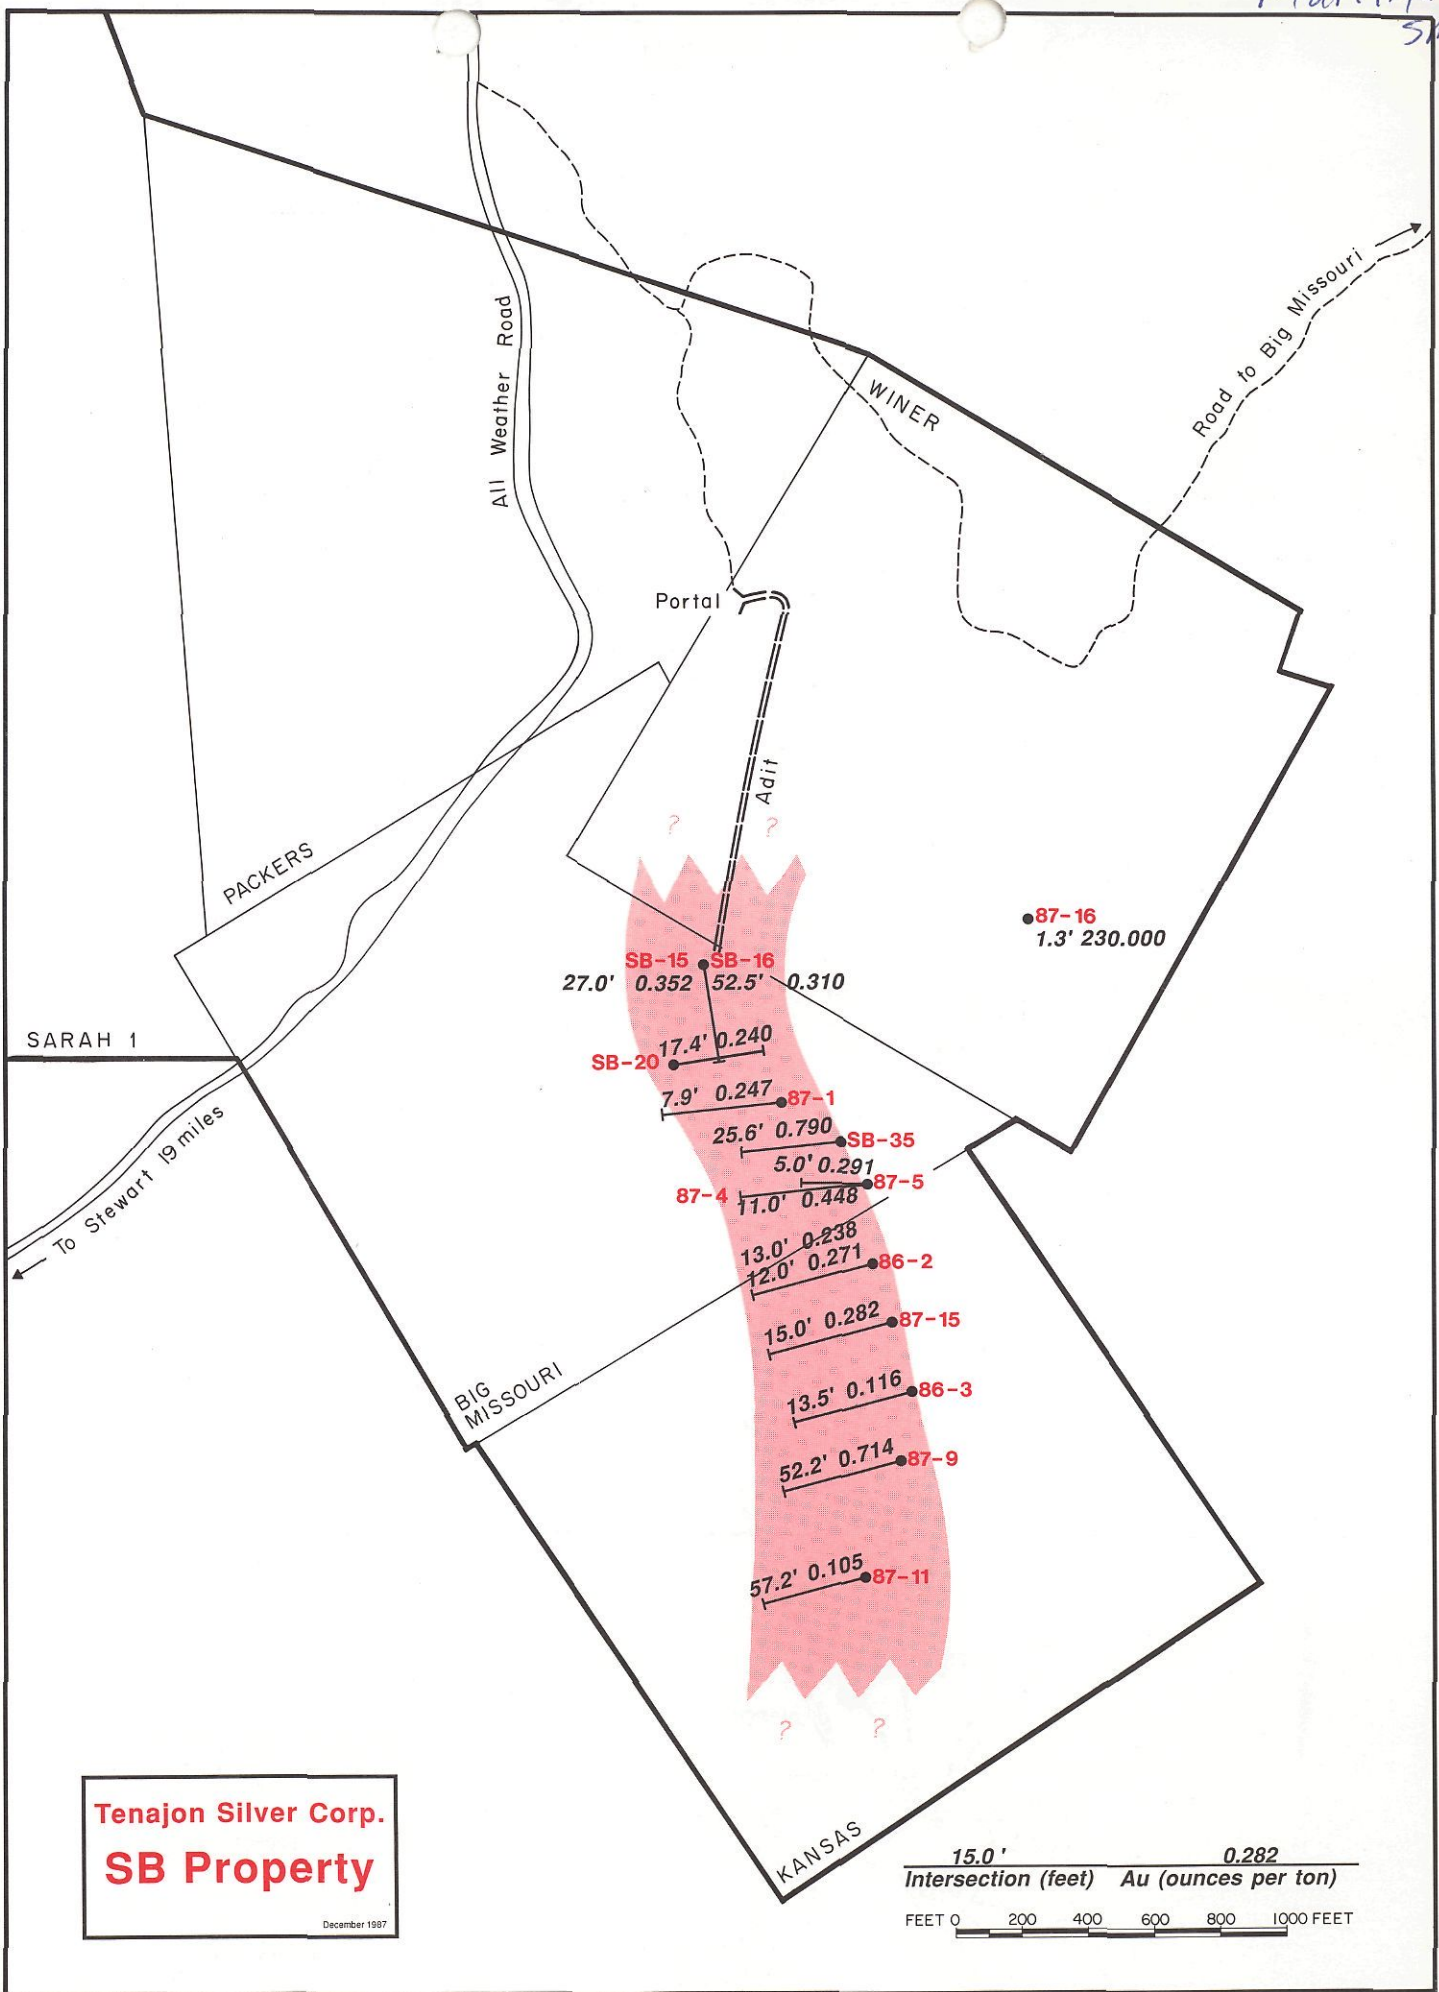 WINER
Road to Big Missouri
All Weather Road
Portal
Adit
? ?
PACKERS
87-16
1.3' 230.000
SB-15 SB-16
27.0' 0.352 52.5' 0.310
SARAH 1
17.4' 0.240
SB-20
7.9' 0.247 87-1
25.6' 0.790 SB-35
5.0' 0.291
87-5
87-4
11.0' 0.448
To Stewart 19 miles
13.0' 0.238
12.0' 0.271 86-2
15.0' 0.282 87-15
13.5' 0.116 86-3
BIG
MISSOURI
52.2' 0.714 87-9
57.2' 0.105 87-11
? ?
Tenajon Silver Corp.
SB Property
December 1987
KANSAS
15.0' 0.282
Intersection (feet) Au (ounces per ton)
FEET 0 200 400 600 800 1000 FEET